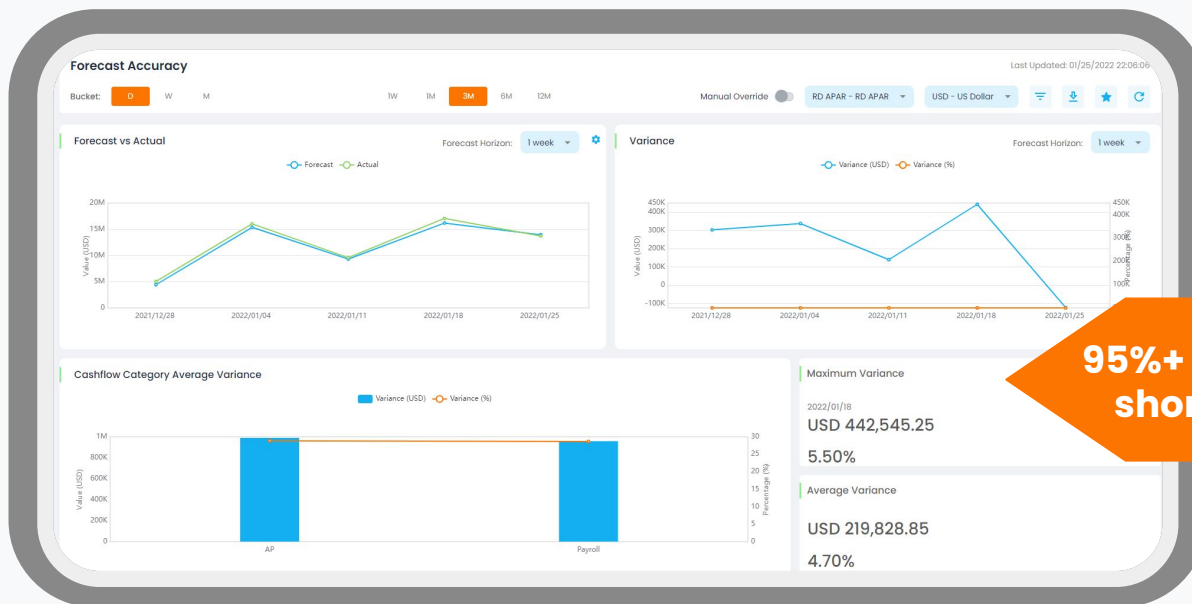 Forecast Accuracy
Last Updated: 01/25/2022 22:06:06
Bucket: D W M 1W 1M 3M 6M 12M Manual Override RD APAR - RD APAR USD - US Dollar
Forecast vs Actual
Forecast Horizon: 1 week
Forecast Actual
20M
15M
10M
5M
0
Value (USD)
2021/12/28 2022/01/04 2022/01/11 2022/01/18 2022/01/25
Variance
Forecast Horizon: 1 week
Variance (USD) Variance (%)
450K
400K
300K
200K
100K
0
-100K
Value (USD)
450K
400K
300K
200K
100K
Percentage (%)
2021/12/28 2022/01/04 2022/01/11 2022/01/18 2022/01/25
95%+
shor
Cashflow Category Average Variance
Variance (USD) Variance (%)
1M
800K
600K
400K
200K
0
Value (USD)
30
25
20
15
10
5
0
Percentage (%)
AP Payroll
Maximum Variance
2022/01/18
USD 442,545.25
5.50%
Average Variance
USD 219,828.85
4.70%